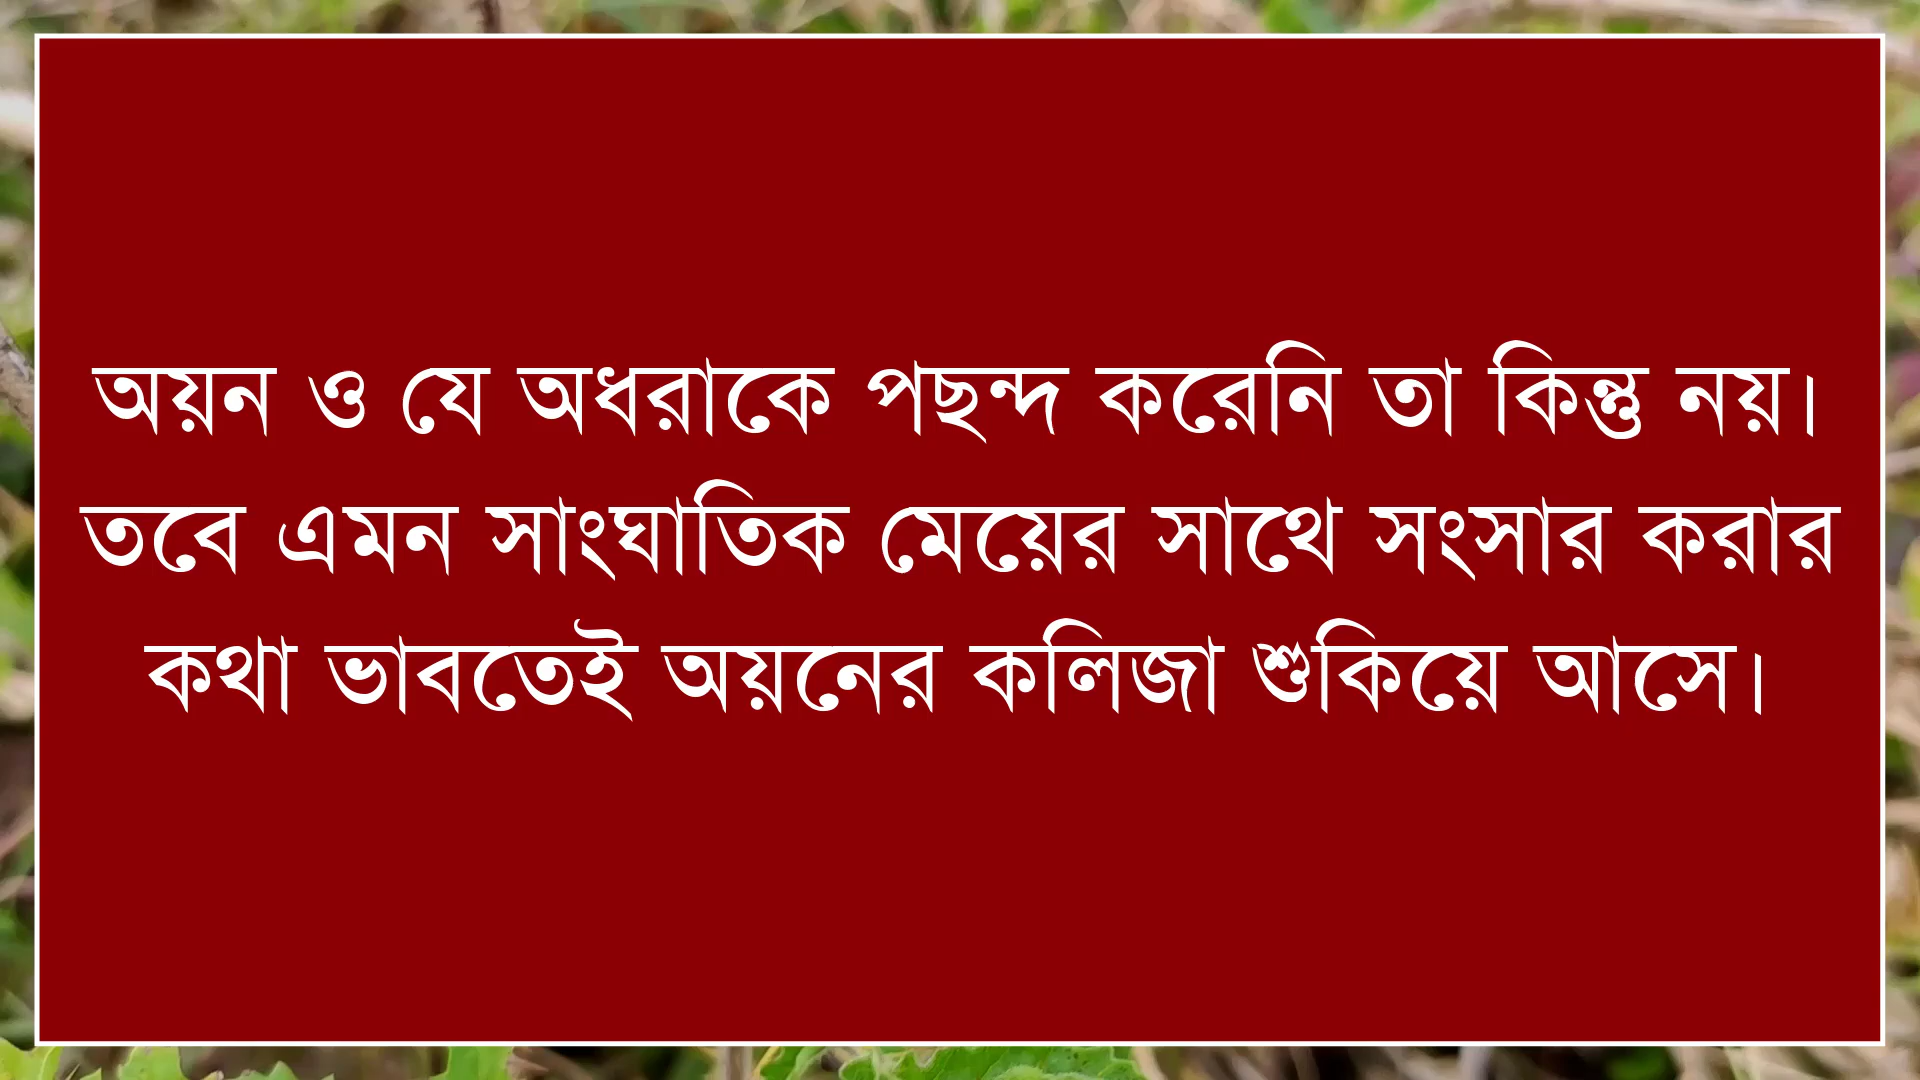 অয়ন ও যে অধরাকে পছন্দ করেনি তা কিন্তু নয়।
তবে এমন সাংঘাতিক মেয়ের সাথে সংসার করার
কথা ভাবতেই অয়নের কলিজা শুকিয়ে আসে।